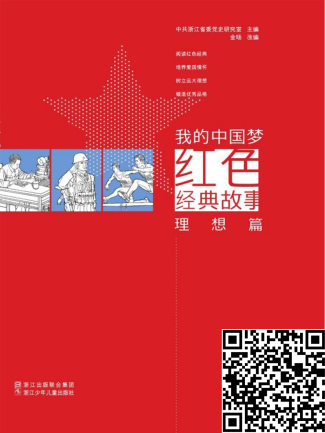 中共浙江省委党史研究室 主编
金旸 改编
阅读红色经典
培养爱国情怀
树立远大理想
锻造优秀品格
我的中国梦
红色
经典故事
理想篇
浙江出版联合集团
浙江少年儿童出版社